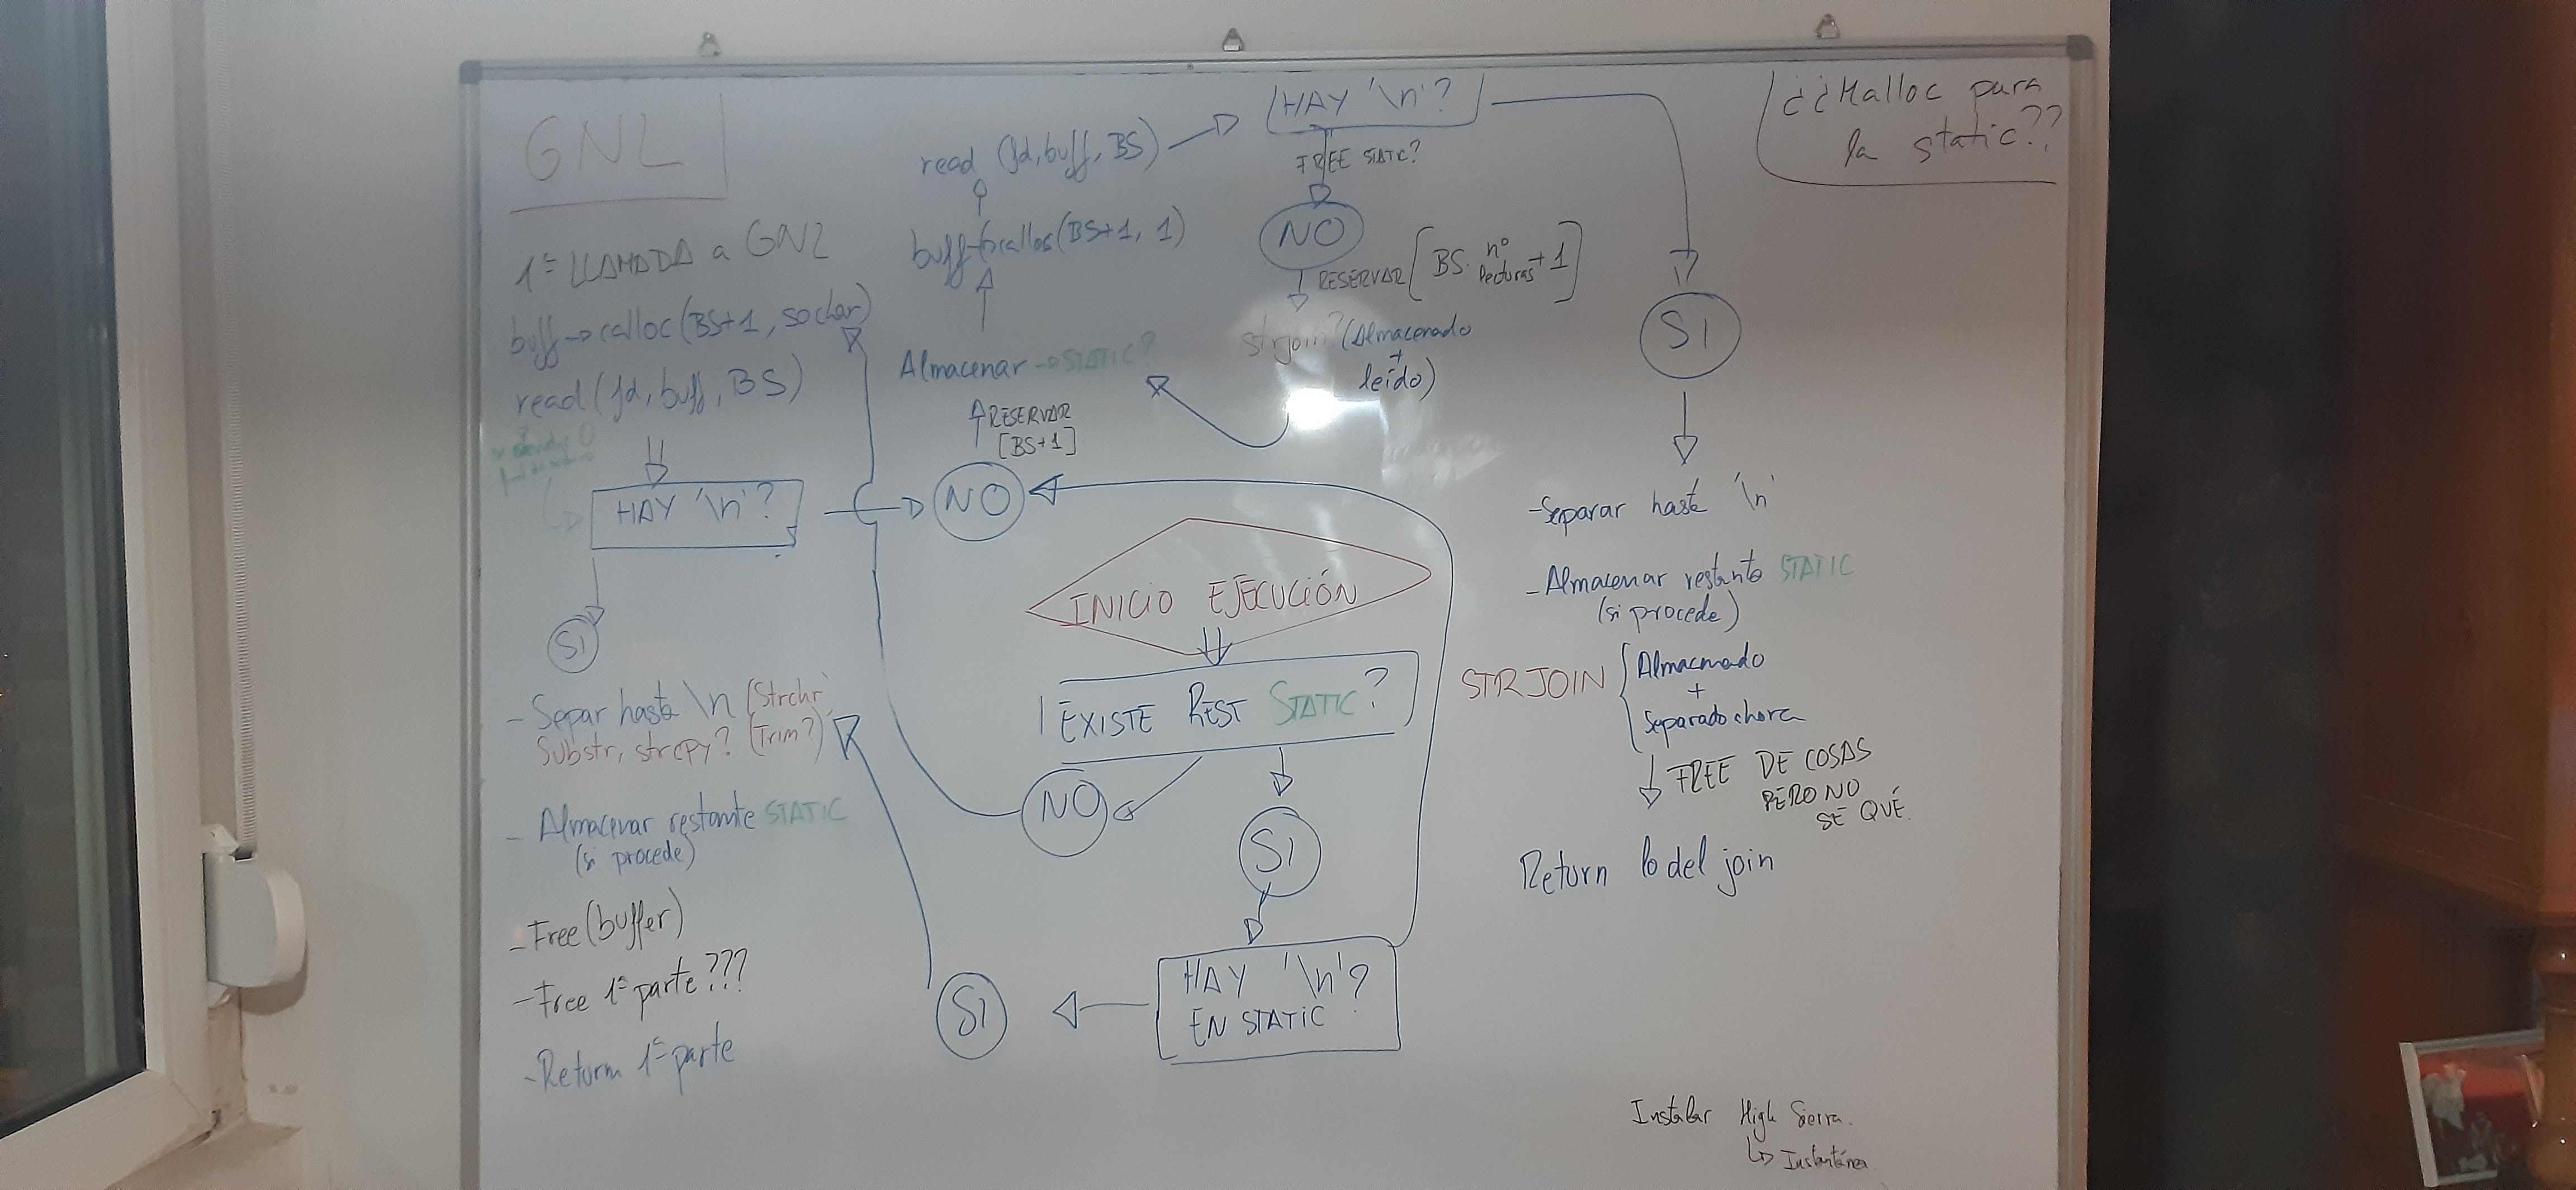 GNL
1ª LLAMADA a GNL
buff→calloc(BS+1, sochar)
read(fd, buff, BS)
HAY '\n'?
SI
- Separ hasta \n (Strchr,
Substr, strcpy? (Trim?)
- Almacenar restante STATIC
(si procede)
- Free(buffer)
- Free 1ª parte???
- Return 1ª parte
read (fd, buff, BS)
(BS+1, 1)
Almacenar → STATIC?
RESERVAR
[BS+1]
NO
HAY '\n'?
FREE STATIC?
NO
RESERVAR [BS. nº lecturas + 1]
strjoin? (Almacenado
+
leído)
INICIO EJECUCIÓN
EXISTE REST STATIC?
NO
SI
HAY '\n'?
EN STATIC
SI
¿¿Malloc para
la static??
SI
- Separar hasta '\n'
- Almacenar restante STATIC
(si procede)
STRJOIN
Almacenado
+
Separado ahora
FREE DE COSAS
PERO NO
SE QUÉ.
Return lo del join
Instalar High Sierra.
↳ Instantánea.